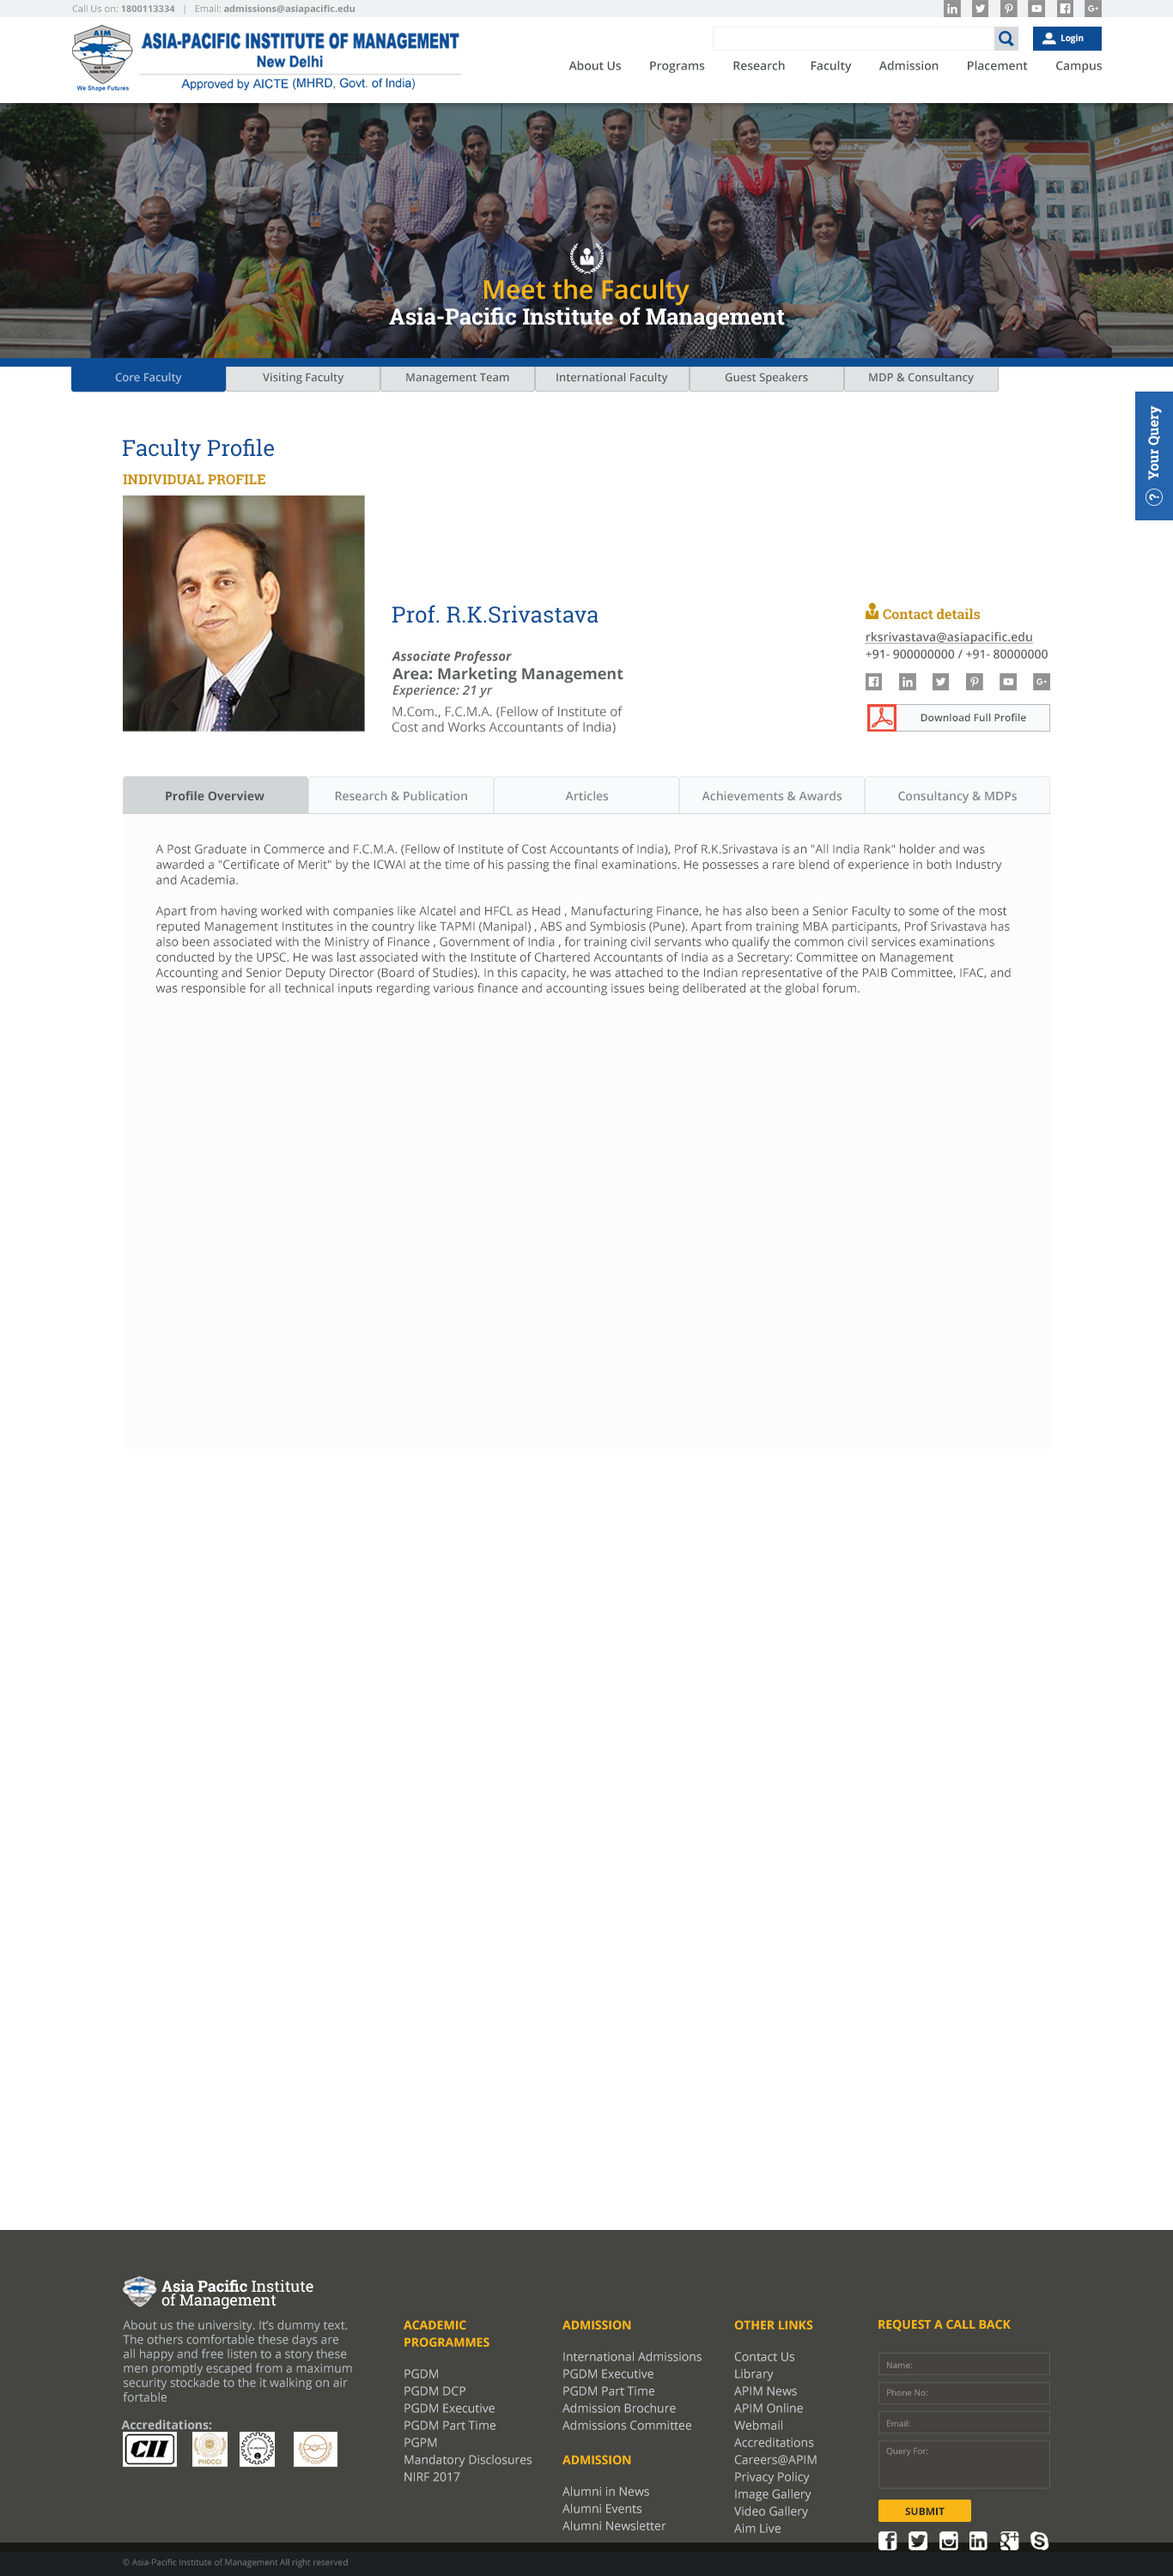 Call Us on: 1800113334 | Email: admissions@asiapacific.edu
AIM
ASIA-PACIFIC INSTITUTE OF MANAGEMENT
New Delhi
Approved by AICTE (MHRD, Govt. of India)
We Shape Futures
Login
About Us Programs Research Faculty Admission Placement Campus
Meet the Faculty
Asia-Pacific Institute of Management
Core Faculty Visiting Faculty Management Team International Faculty Guest Speakers MDP & Consultancy
Your Query
Faculty Profile
INDIVIDUAL PROFILE
Prof. R.K.Srivastava
Associate Professor
Area: Marketing Management
Experience: 21 yr
M.Com., F.C.M.A. (Fellow of Institute of
Cost and Works Accountants of India)
Contact details
rksrivastava@asiapacific.edu
+91- 900000000 / +91- 80000000
Download Full Profile
Profile Overview Research & Publication Articles Achievements & Awards Consultancy & MDPs
A Post Graduate in Commerce and F.C.M.A. (Fellow of Institute of Cost Accountants of India), Prof R.K.Srivastava is an "All India Rank" holder and was
awarded a "Certificate of Merit" by the ICWAI at the time of his passing the final examinations. He possesses a rare blend of experience in both Industry
and Academia.
Apart from having worked with companies like Alcatel and HFCL as Head , Manufacturing Finance, he has also been a Senior Faculty to some of the most
reputed Management Institutes in the country like TAPMI (Manipal) , ABS and Symbiosis (Pune). Apart from training MBA participants, Prof Srivastava has
also been associated with the Ministry of Finance , Government of India , for training civil servants who qualify the common civil services examinations
conducted by the UPSC. He was last associated with the Institute of Chartered Accountants of India as a Secretary: Committee on Management
Accounting and Senior Deputy Director (Board of Studies). In this capacity, he was attached to the Indian representative of the PAIB Committee, IFAC, and
was responsible for all technical inputs regarding various finance and accounting issues being deliberated at the global forum.
Asia Pacific Institute
of Management
About us the university. It's dummy text.
The others comfortable these days are
all happy and free listen to a story these
men promptly escaped from a maximum
security stockade to the it walking on air
fortable
Accreditations:
CII
PHDCCI
ACADEMIC
PROGRAMMES
PGDM
PGDM DCP
PGDM Executive
PGDM Part Time
PGPM
Mandatory Disclosures
NIRF 2017
ADMISSION
International Admissions
PGDM Executive
PGDM Part Time
Admission Brochure
Admissions Committee
ADMISSION
Alumni in News
Alumni Events
Alumni Newsletter
OTHER LINKS
Contact Us
Library
APIM News
APIM Online
Webmail
Accreditations
Careers@APIM
Privacy Policy
Image Gallery
Video Gallery
Aim Live
REQUEST A CALL BACK
Name:
Phone No:
Email:
Query For:
SUBMIT
© Asia-Pacific Institute of Management All right reserved